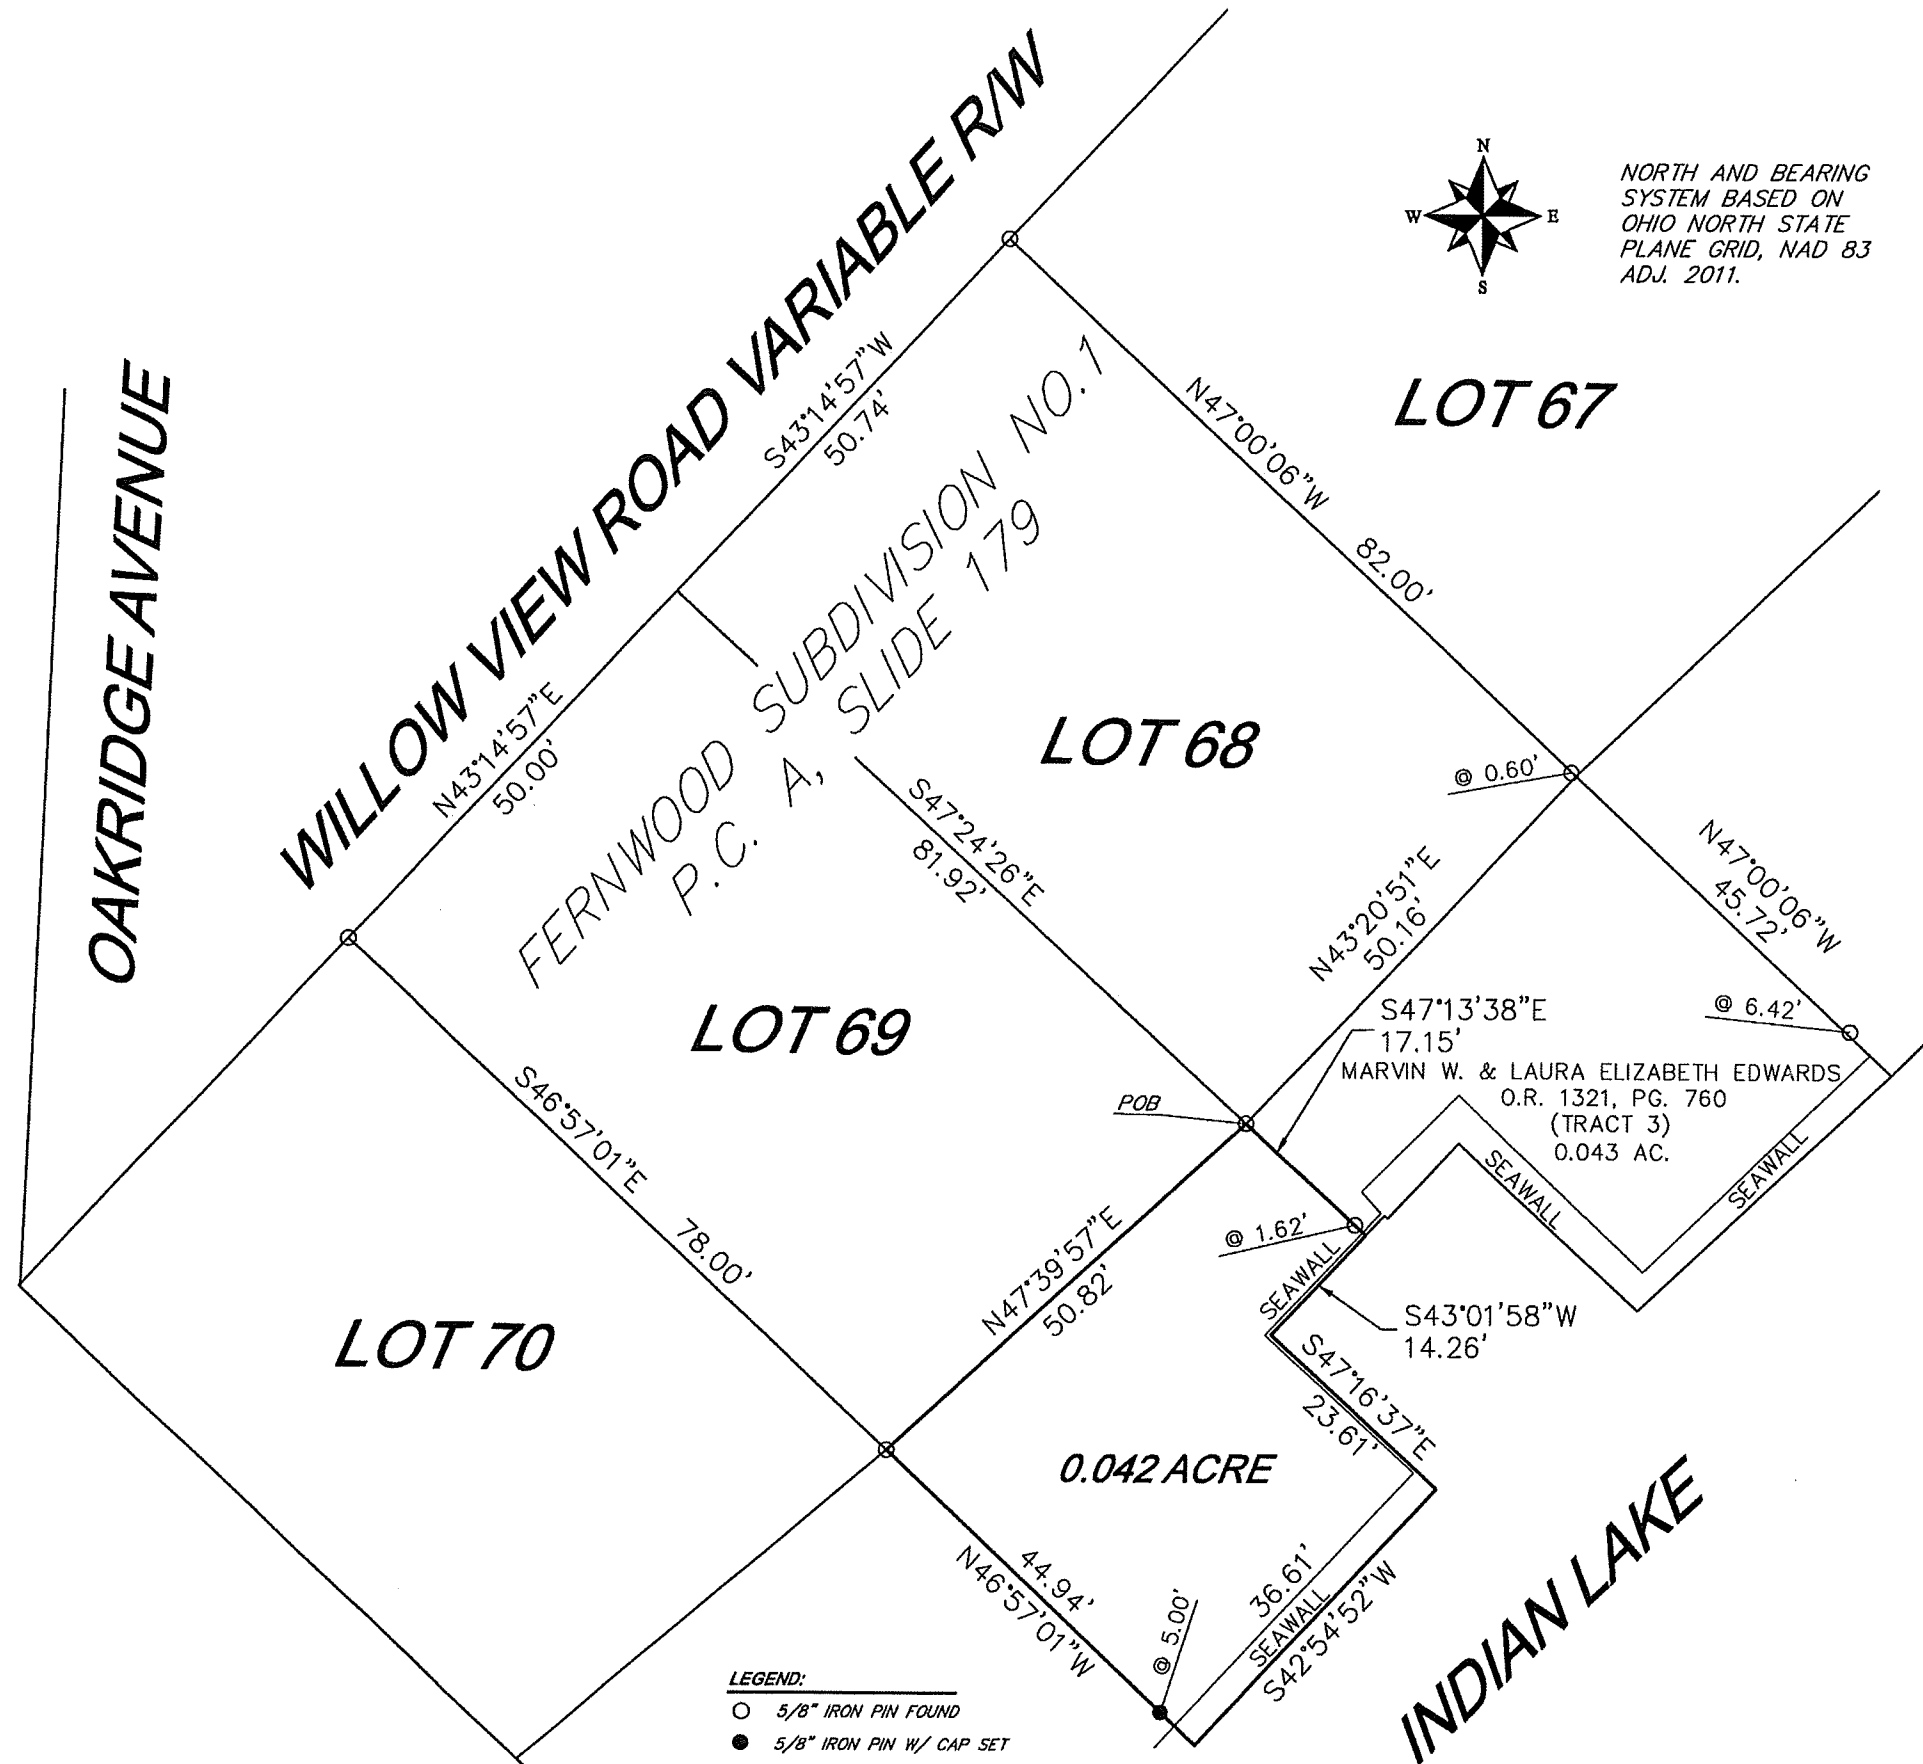 N
W
E
S
NORTH AND BEARING
SYSTEM BASED ON
OHIO NORTH STATE
PLANE GRID, NAD 83
ADJ. 2011.
OAKRIDGE AVENUE
WILLOW VIEW ROAD VARIABLE R/W
S43°14'57"W
50.74'
N43°14'57"E
50.00'
FERNWOOD SUBDIVISION NO.1
P.C. A, SLIDE 179
LOT 67
N47°00'06"W
82.00'
LOT 68
@ 0.60'
S47°24'26"E
81.92'
N43°20'51"E
50.16'
N47°00'06"W
45.72'
@ 6.42'
LOT 69
S47°13'38"E
17.15'
MARVIN W. & LAURA ELIZABETH EDWARDS
O.R. 1321, PG. 760
(TRACT 3)
0.043 AC.
SEAWALL
SEAWALL
POB
S46°57'01"E
78.00'
N47°39'57"E
50.82'
@ 1.62'
SEAWALL
S43°01'58"W
14.26'
LOT 70
S47°16'37"E
23.61'
0.042 ACRE
44.94'
N46°57'01"W
@ 5.00'
36.61'
SEAWALL
S42°54'52"W
INDIAN LAKE
LEGEND:
5/8" IRON PIN FOUND
5/8" IRON PIN W/ CAP SET